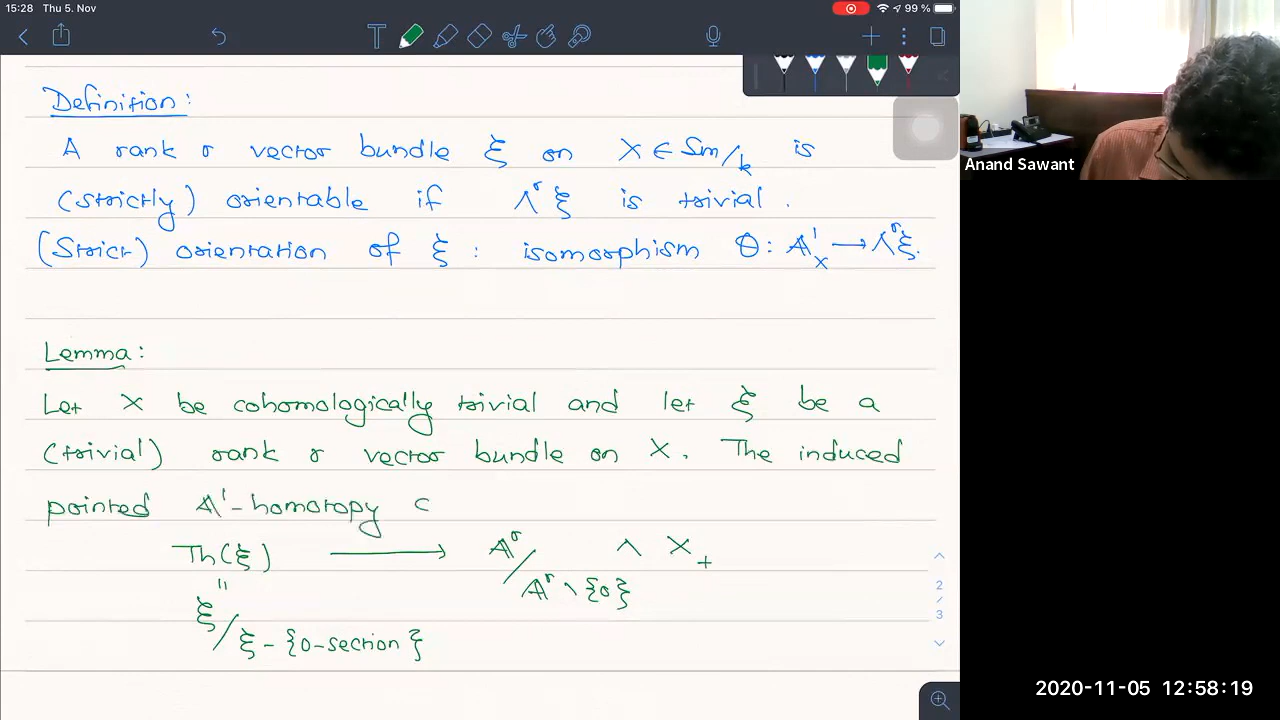 15:28 Thu 5. Nov
99 %
Definition:
A rank r vector bundle ξ on X ∈ Sm/k is
(strictly) orientable if Λ^r ξ is trivial.
(Strict) orientation of ξ : isomorphism Θ: 𝔸^1_X → Λ^r ξ.
Lemma:
Let X be cohomologically trivial and let ξ be a
(trivial) rank r vector bundle on X. The induced
pointed 𝔸^1-homotopy c
Th(ξ) ⟶ 𝔸^r / 𝔸^r \ {0} ∧ X_+
"
ξ / ξ - {0-section}
2 / 3
Anand Sawant
2020-11-05 12:58:19